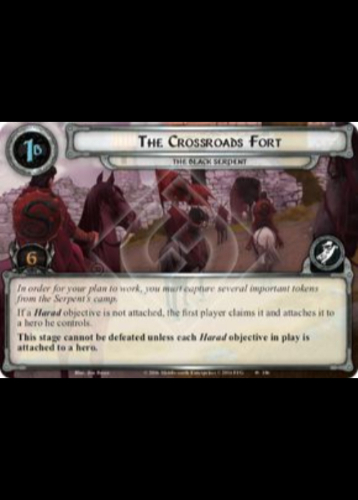 1B
THE CROSSROADS FORT
THE BLACK SERPENT
6
In order for your plan to work, you must capture several important tokens
from the Serpent's camp.
If a Harad objective is not attached, the first player claims it and attaches it to
a hero he controls.
This stage cannot be defeated unless each Harad objective in play is
attached to a hero.